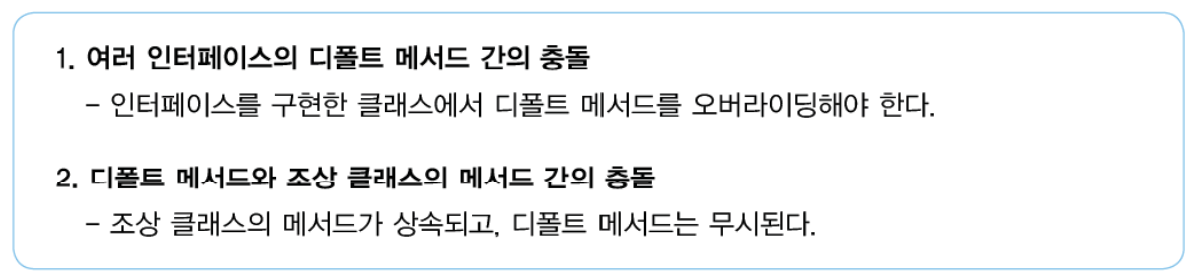 1. 여러 인터페이스의 디폴트 메서드 간의 충돌
– 인터페이스를 구현한 클래스에서 디폴트 메서드를 오버라이딩해야 한다.
2. 디폴트 메서드와 조상 클래스의 메서드 간의 충돌
– 조상 클래스의 메서드가 상속되고, 디폴트 메서드는 무시된다.